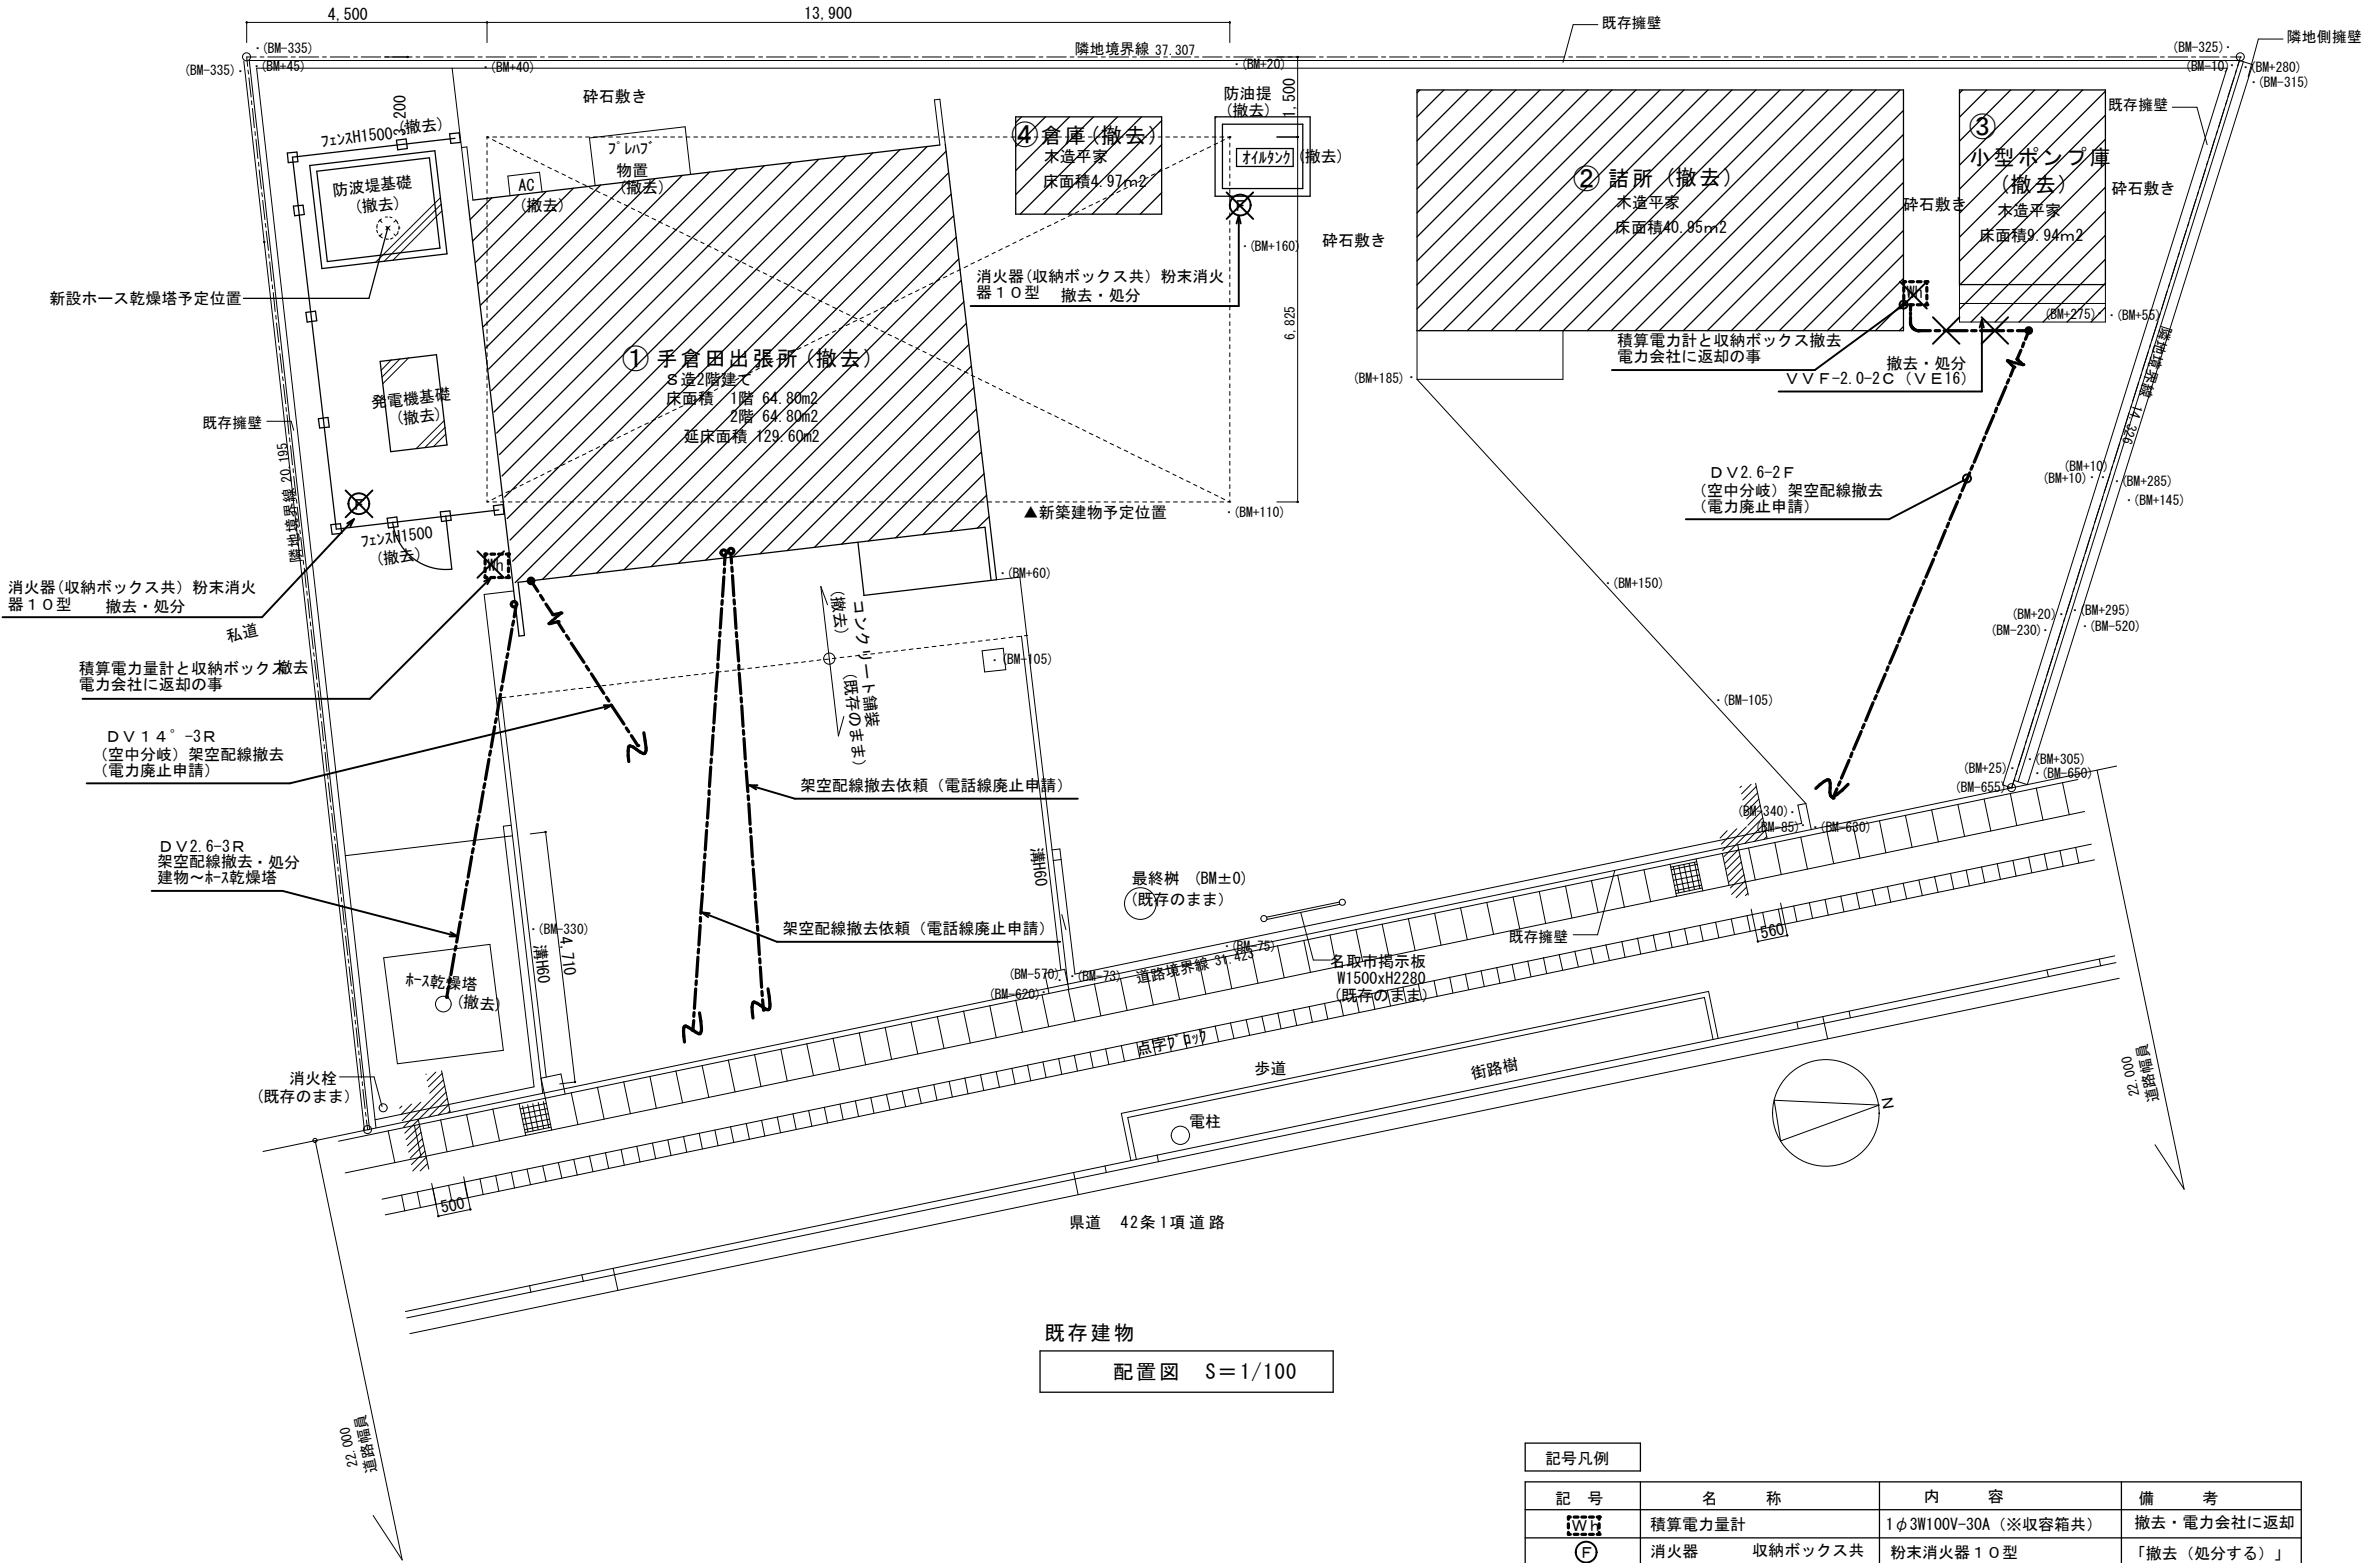 4,500
13,900
既存擁壁
隣地側擁壁
(BM-335)
隣地境界線 37.307
(BM-325)
(BM-335)
(BM+45)
(BM+40)
(BM+20)
(BM-10)
(BM+280)
(BM-315)
砕石敷き
防油提
(撤去)
1,500
既存擁壁
3,200
フェンスH1500 (撤去)
プレハブ
物置
(撤去)
AC
(撤去)
④倉庫(撤去)
木造平家
床面積4.97m2
オイルタンク (撤去)
F
② 詰所 (撤去)
木造平家
床面積40.95m2
③
小型ポンプ庫
(撤去)
木造平家
床面積9.94m2
砕石敷き
砕石敷き
砕石敷き
防波堤基礎
(撤去)
(BM+160)
消火器(収納ボックス共) 粉末消火
器10型 撤去・処分
6,825
新設ホース乾燥塔予定位置
Wh
(BM+275)
(BM+55)
積算電力計と収納ボックス撤去
電力会社に返却の事
撤去・処分
VVF-2.0-2C (VE16)
(BM+185)
隣地境界線 14.326
① 手倉田出張所(撤去)
S造2階建て
床面積 1階 64.80m2
2階 64.80m2
延床面積 129.60m2
発電機基礎
(撤去)
既存擁壁
隣地境界線 20.195
DV2.6-2F
(空中分岐) 架空配線撤去
(電力廃止申請)
(BM+10)
(BM+10)
(BM+285)
(BM+145)
▲新築建物予定位置
(BM+110)
F
フェンスH1500
(撤去)
Wh
(BM+60)
(BM+150)
消火器(収納ボックス共) 粉末消火
器10型 撤去・処分
私道
コンクリート舗装
(撤去)
(既存のまま)
(BM+20)
(BM+295)
(BM-230)
(BM-520)
積算電力量計と収納ボックス撤去
電力会社に返却の事
(BM-105)
(BM-105)
DV14°-3R
(空中分岐) 架空配線撤去
(電力廃止申請)
架空配線撤去依頼 (電話線廃止申請)
(BM+25)
(BM+305)
(BM-650)
(BM-655)
(BM-340)
(BM-85)
(BM-630)
DV2.6-3R
架空配線撤去・処分
建物～ホース乾燥塔
溝H60
最終桝 (BM±0)
(既存のまま)
架空配線撤去依頼 (電話線廃止申請)
(BM-330)
4,710
溝H60
560
既存擁壁
(BM-75)
道路境界線 31.423
(BM-570)
(BM-73)
(BM-620)
名取市掲示板
W1500xH2280
(既存のまま)
ホース乾燥塔
(撤去)
点字ブロック
歩道
街路樹
消火栓
(既存のまま)
電柱
N
22.000
道路幅員
500
県道 42条1項道路
既存建物
配置図 S=1/100
22.000
道路幅員
記号凡例
記 号 名 称 内 容 備 考
Wh 積算電力量計 1φ3W100V-30A (※収容箱共) 撤去・電力会社に返却
F 消火器 収納ボックス共 粉末消火器10型 「撤去(処分する)」